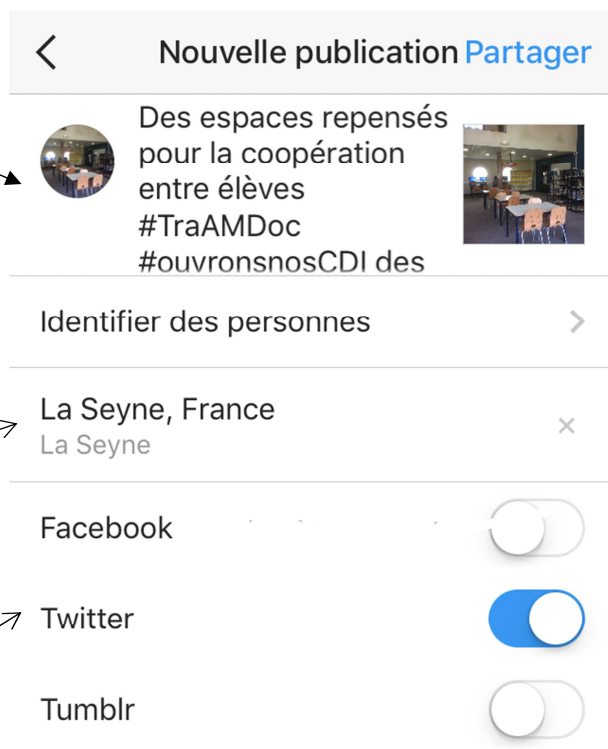 Nouvelle publication Partager
Des espaces repensés
pour la coopération
entre élèves
#TraAMDoc
#ouvronsnosCDI des
Identifier des personnes
La Seyne, France
La Seyne
Facebook
Twitter
Tumblr